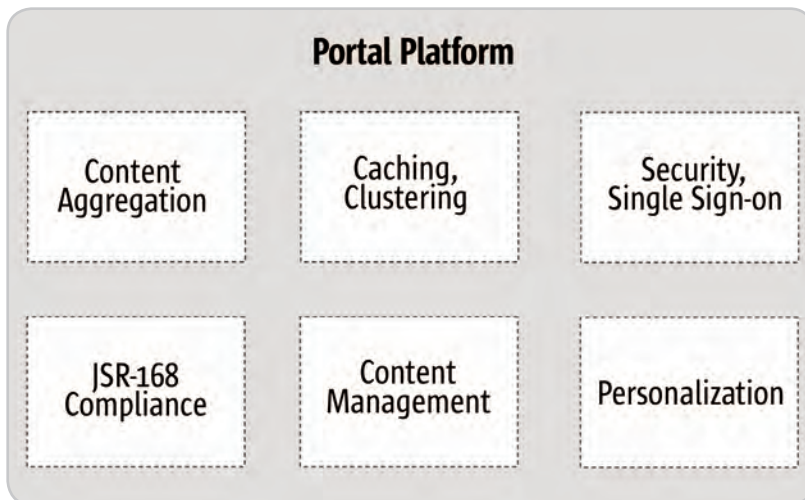 Portal Platform
Content
Aggregation
Caching,
Clustering
Security,
Single Sign-on
JSR-168
Compliance
Content
Management
Personalization